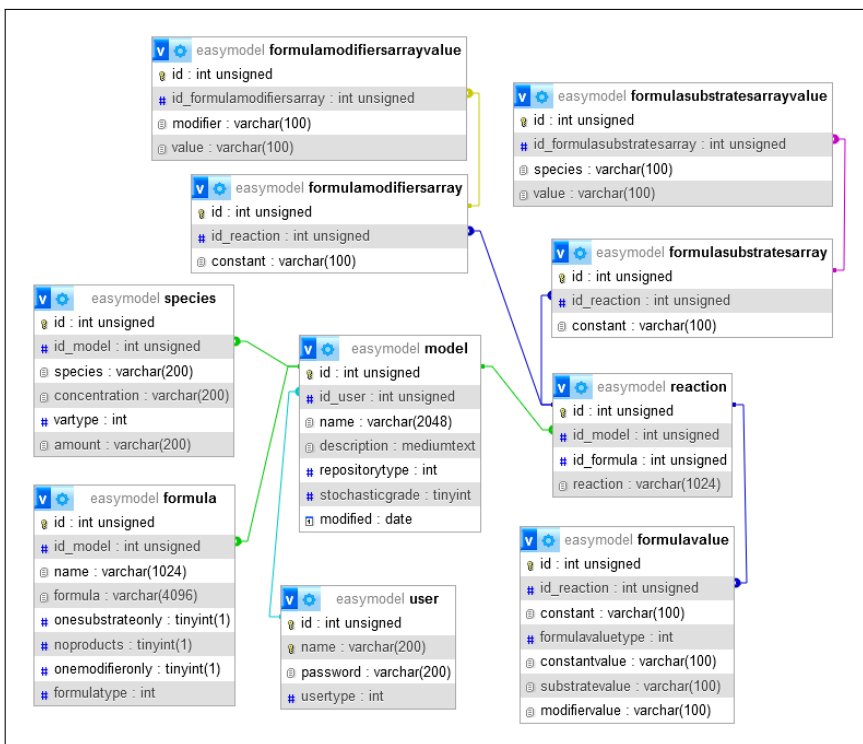 easymodel formulamodifiersarrayvalue
id : int unsigned
# id_formulamodifiersarray : int unsigned
modifier : varchar(100)
value : varchar(100)
easymodel formulasubstratesarrayvalue
id : int unsigned
# id_formulasubstratesarray : int unsigned
species : varchar(100)
value : varchar(100)
easymodel formulamodifiersarray
id : int unsigned
# id_reaction : int unsigned
constant : varchar(100)
easymodel formulasubstratesarray
id : int unsigned
# id_reaction : int unsigned
constant : varchar(100)
easymodel species
id : int unsigned
# id_model : int unsigned
species : varchar(200)
concentration : varchar(200)
# vartype : int
amount : varchar(200)
easymodel model
id : int unsigned
# id_user : int unsigned
name : varchar(2048)
description : mediumtext
# repositorytype : int
# stochasticgrade : tinyint
modified : date
easymodel reaction
id : int unsigned
# id_model : int unsigned
# id_formula : int unsigned
reaction : varchar(1024)
easymodel formula
id : int unsigned
# id_model : int unsigned
name : varchar(1024)
formula : varchar(4096)
# onesubstrateonly : tinyint(1)
# noproducts : tinyint(1)
# onemodifieronly : tinyint(1)
# formulatype : int
easymodel user
id : int unsigned
name : varchar(200)
password : varchar(200)
# usertype : int
easymodel formulavalue
id : int unsigned
# id_reaction : int unsigned
constant : varchar(100)
# formulavaluetype : int
constantvalue : varchar(100)
substratevalue : varchar(100)
modifiervalue : varchar(100)